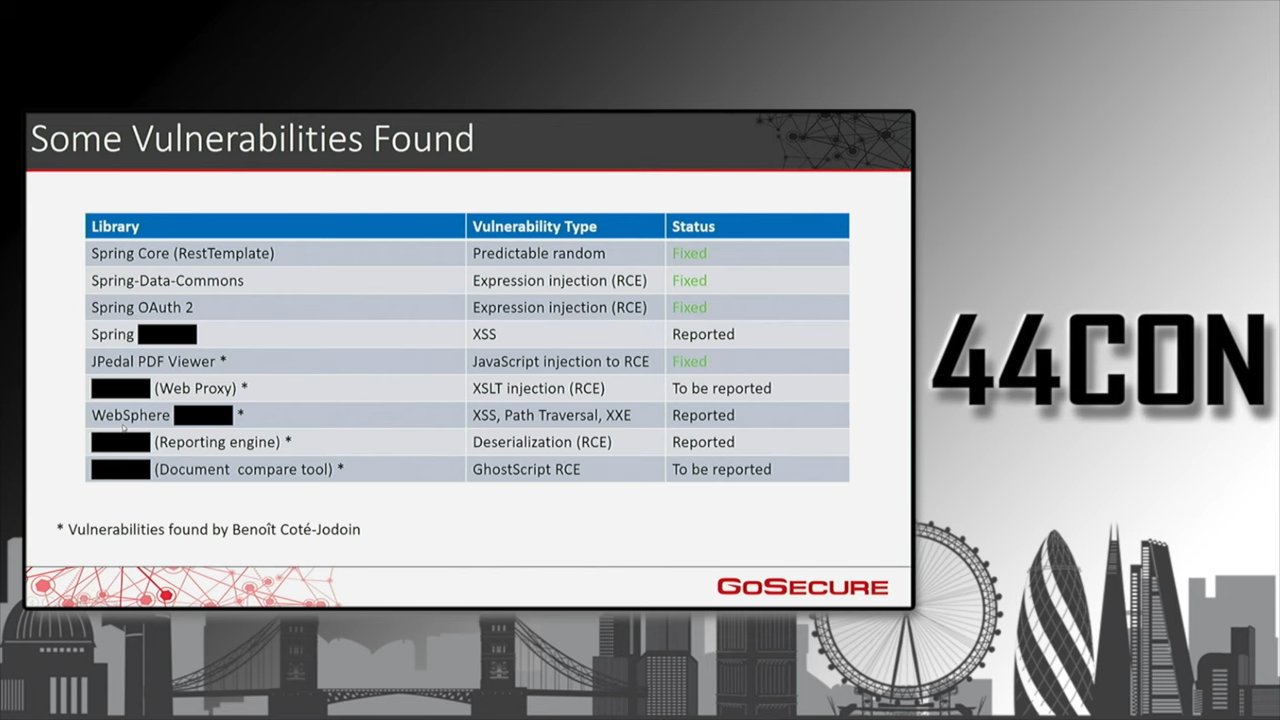 Some Vulnerabilities Found
Library Vulnerability Type Status
Spring Core (RestTemplate) Predictable random Fixed
Spring-Data-Commons Expression injection (RCE) Fixed
Spring OAuth 2 Expression injection (RCE) Fixed
Spring XSS Reported
JPedal PDF Viewer * JavaScript injection to RCE Fixed
(Web Proxy) * XSLT injection (RCE) To be reported
WebSphere * XSS, Path Traversal, XXE Reported
(Reporting engine) * Deserialization (RCE) Reported
(Document compare tool) * GhostScript RCE To be reported
* Vulnerabilities found by Benoît Coté-Jodoin
GoSecure
44CON